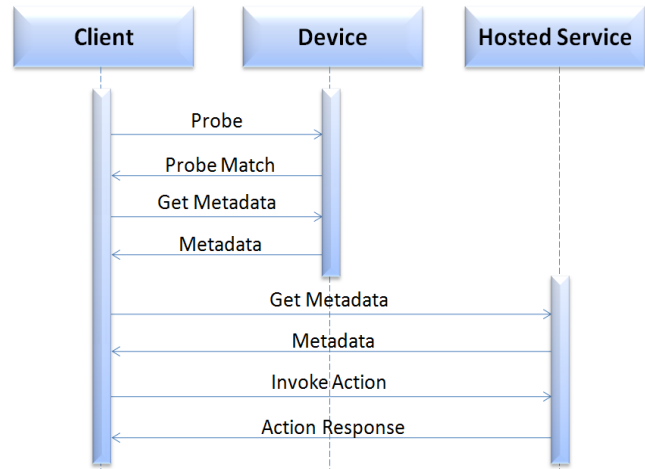 Client
Device
Hosted Service
Probe
Probe Match
Get Metadata
Metadata
Get Metadata
Metadata
Invoke Action
Action Response